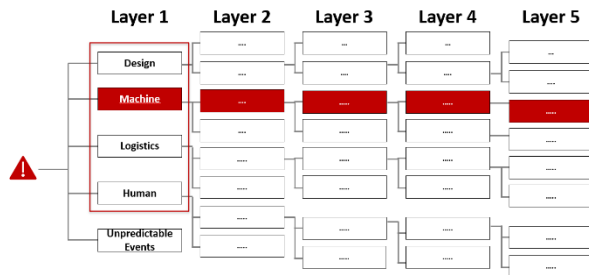 Layer 1 Layer 2 Layer 3 Layer 4 Layer 5
Design
Machine
Logistics
Human
Unpredictable
Events
.... ... ... ...
.... .... .... ....
.... ..... ..... .....
..... ..... ..... .....
..... ..... ..... .....
..... ..... ..... .....
..... ..... ..... .....
..... ..... ..... .....